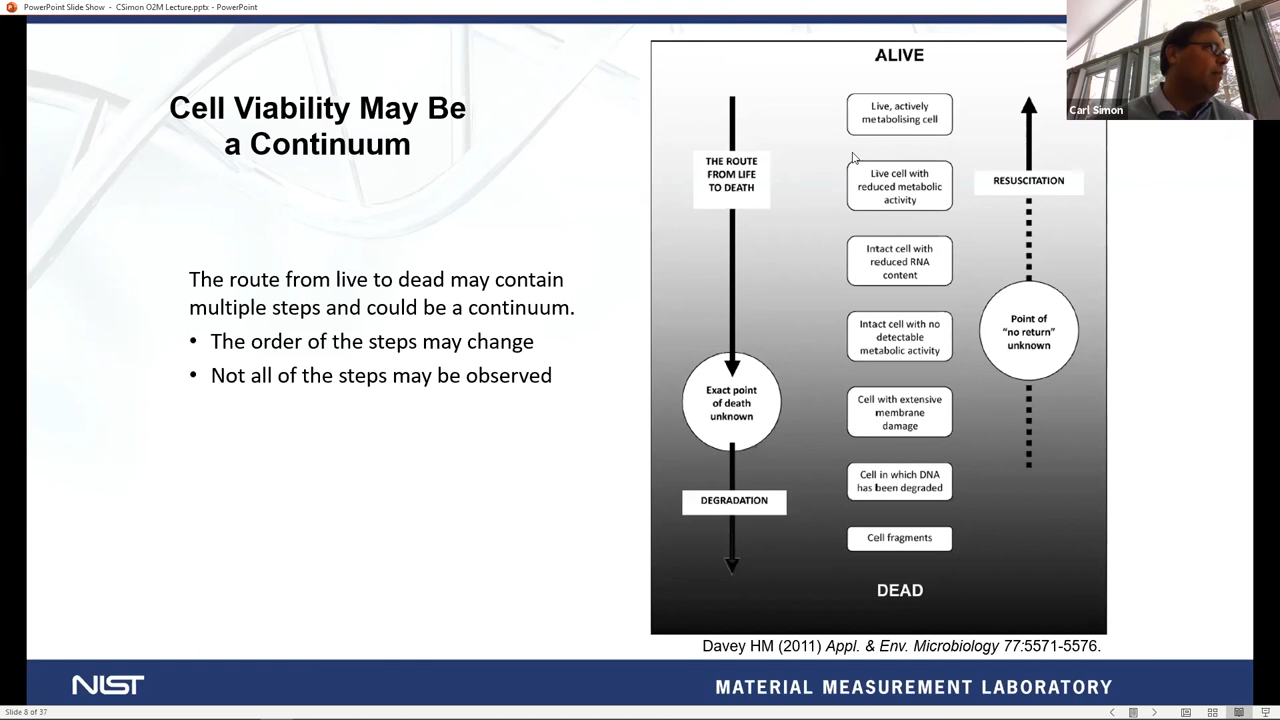 PowerPoint Slide Show - CSimon O2M Lecture.pptx - PowerPoint
Carl Simon
Cell Viability May Be
a Continuum
The route from live to dead may contain
multiple steps and could be a continuum.
• The order of the steps may change
• Not all of the steps may be observed
ALIVE
THE ROUTE
FROM LIFE
TO DEATH
Exact point
of death
unknown
DEGRADATION
Live, actively
metabolising cell
Live cell with
reduced metabolic
activity
Intact cell with
reduced RNA
content
Intact cell with no
detectable
metabolic activity
Cell with extensive
membrane
damage
Cell in which DNA
has been degraded
Cell fragments
RESUSCITATION
Point of
"no return"
unknown
DEAD
Davey HM (2011) Appl. & Env. Microbiology 77:5571-5576.
NIST
MATERIAL MEASUREMENT LABORATORY
Slide 8 of 37